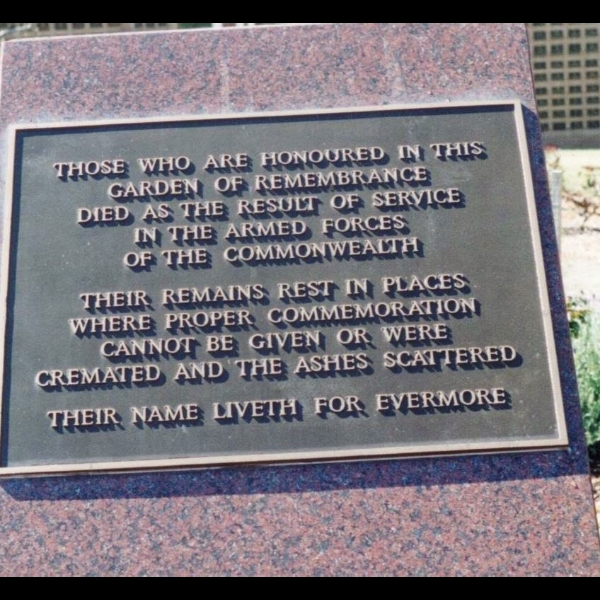 THOSE WHO ARE HONOURED IN THIS
GARDEN OF REMEMBRANCE
DIED AS THE RESULT OF SERVICE
IN THE ARMED FORCES
OF THE COMMONWEALTH
THEIR REMAINS REST IN PLACES
WHERE PROPER COMMEMORATION
CANNOT BE GIVEN OR WERE
CREMATED AND THE ASHES SCATTERED
THEIR NAME LIVETH FOR EVERMORE